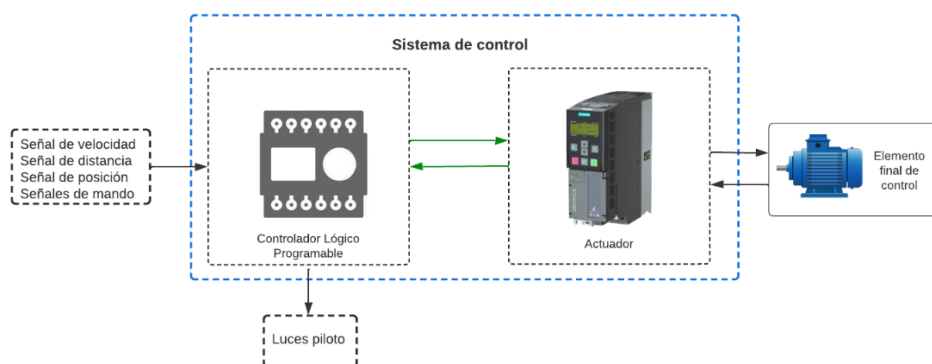 Sistema de control
Señal de velocidad
Señal de distancia
Señal de posición
Señales de mando
Controlador Lógico
Programable
Actuador
Elemento
final de
control
Luces piloto